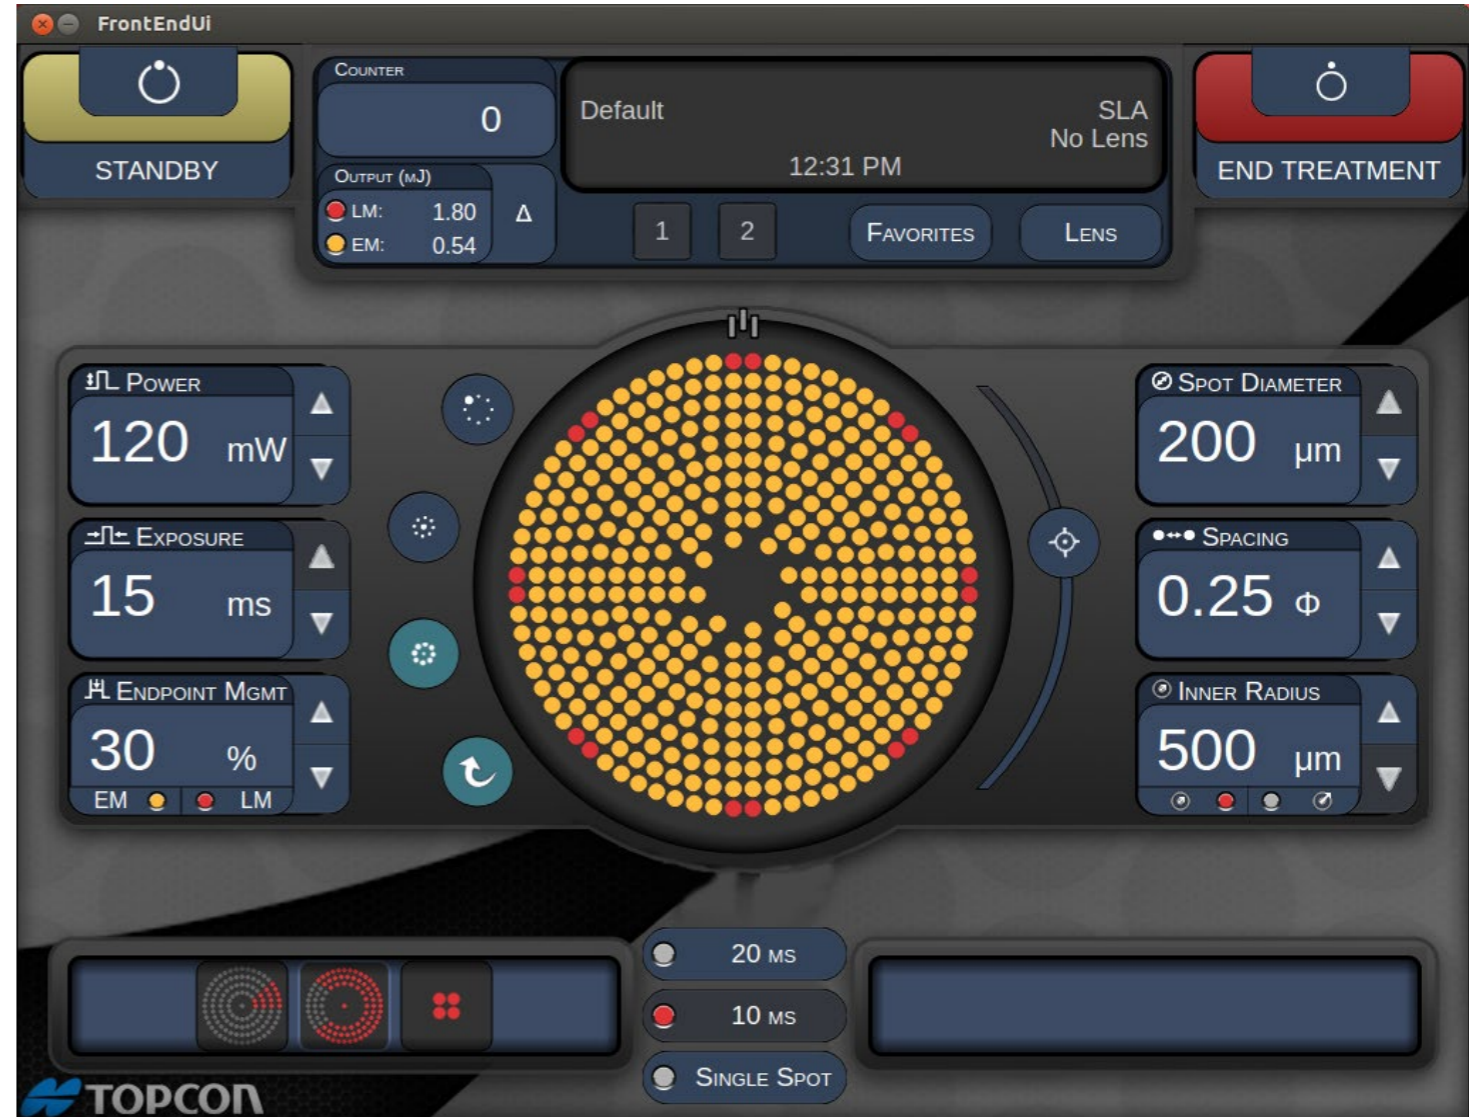 FrontEndUi
STANDBY
COUNTER
0
OUTPUT (MJ)
LM: 1.80
EM: 0.54
Δ
Default
SLA
No Lens
12:31 PM
1
2
FAVORITES
LENS
END TREATMENT
POWER
120 mW
EXPOSURE
15 ms
ENDPOINT MGMT
30 %
EM
LM
SPOT DIAMETER
200 μm
SPACING
0.25 Φ
INNER RADIUS
500 μm
20 MS
10 MS
SINGLE SPOT
TOPCON